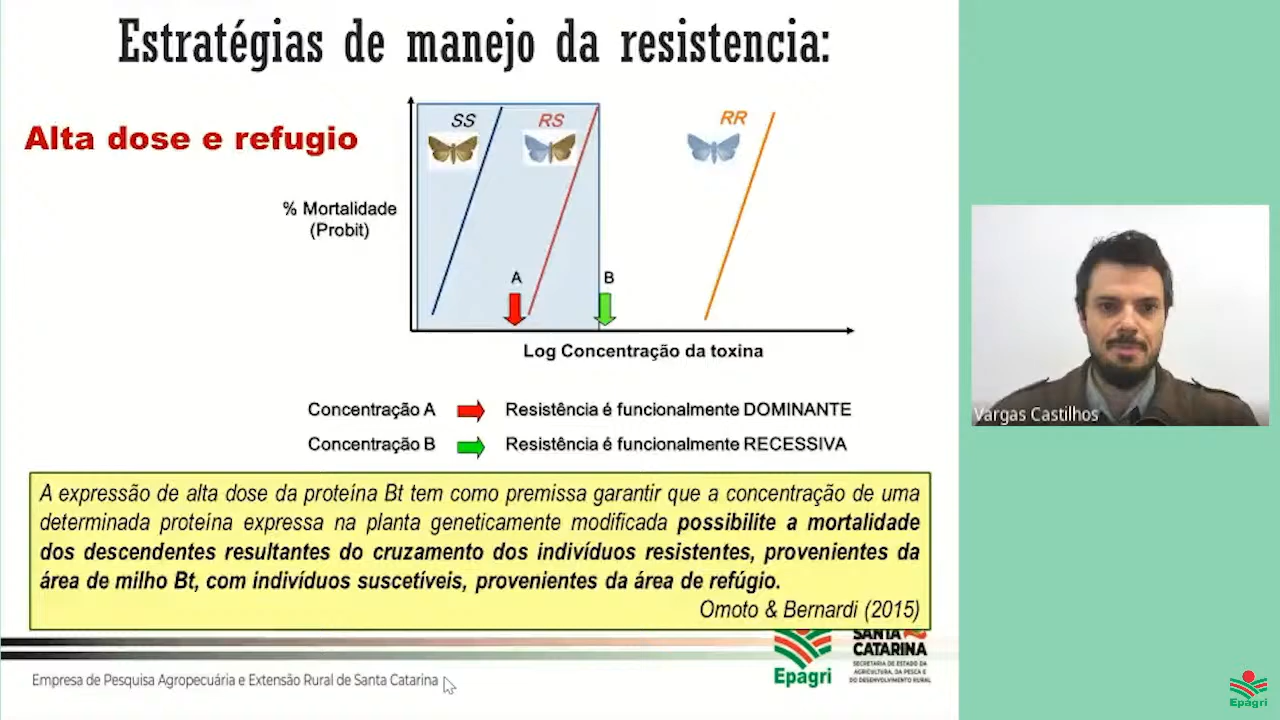 Estratégias de manejo da resistencia:
Alta dose e refugio
SS
RS
RR
% Mortalidade
(Probit)
A
B
Log Concentração da toxina
Concentração A
Resistência é funcionalmente DOMINANTE
Concentração B
Resistência é funcionalmente RECESSIVA
A expressão de alta dose da proteína Bt tem como premissa garantir que a concentração de uma
determinada proteína expressa na planta geneticamente modificada possibilite a mortalidade
dos descendentes resultantes do cruzamento dos indivíduos resistentes, provenientes da
área de milho Bt, com indivíduos suscetíveis, provenientes da área de refúgio.
Omoto & Bernardi (2015)
Empresa de Pesquisa Agropecuária e Extensão Rural de Santa Catarina
Epagri
SANTA
CATARINA
SECRETARIA DE ESTADO DA
AGRICULTURA, DA PESCA E
DO DESENVOLVIMENTO RURAL
Vargas Castilhos
Epagri